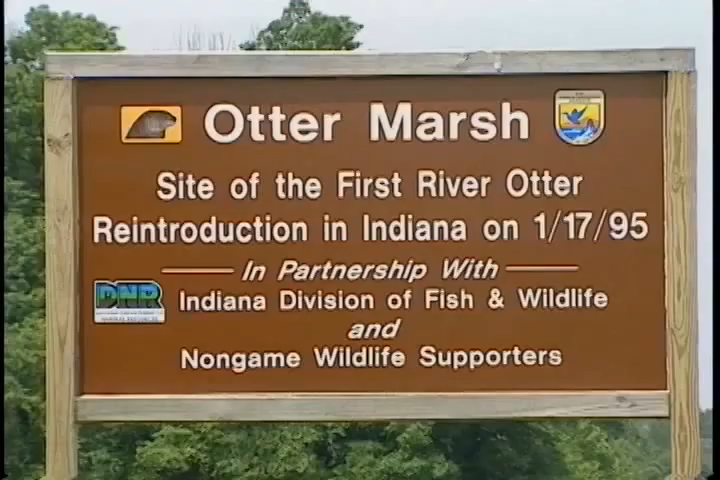 Otter Marsh
Site of the First River Otter
Reintroduction in Indiana on 1/17/95
In Partnership With
DNR
Indiana Division of Fish & Wildlife
and
Nongame Wildlife Supporters